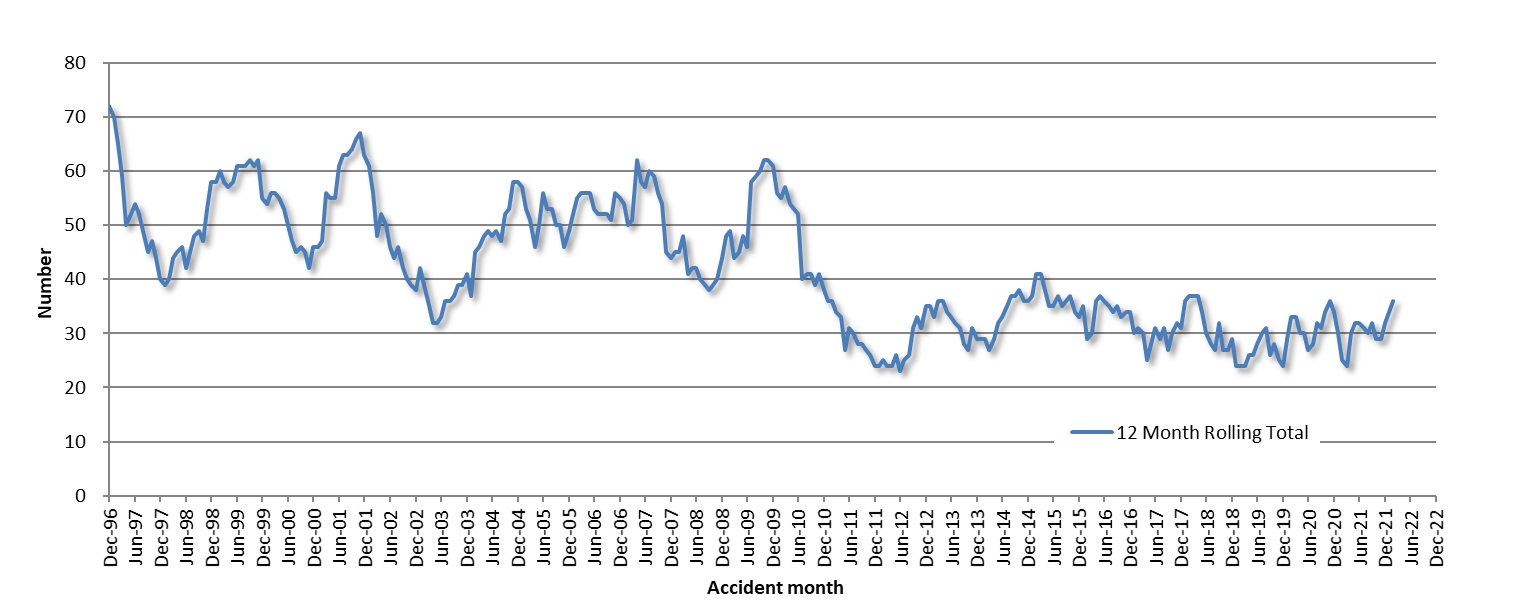 80
70
60
50
40
30
20
10
0
Number
12 Month Rolling Total
Dec-96
Jun-97
Dec-97
Jun-98
Dec-98
Jun-99
Dec-99
Jun-00
Dec-00
Jun-01
Dec-01
Jun-02
Dec-02
Jun-03
Dec-03
Jun-04
Dec-04
Jun-05
Dec-05
Jun-06
Dec-06
Jun-07
Dec-07
Jun-08
Dec-08
Jun-09
Dec-09
Jun-10
Dec-10
Jun-11
Dec-11
Jun-12
Dec-12
Jun-13
Dec-13
Jun-14
Dec-14
Jun-15
Dec-15
Jun-16
Dec-16
Jun-17
Dec-17
Jun-18
Dec-18
Jun-19
Dec-19
Jun-20
Dec-20
Jun-21
Dec-21
Jun-22
Dec-22
Accident month